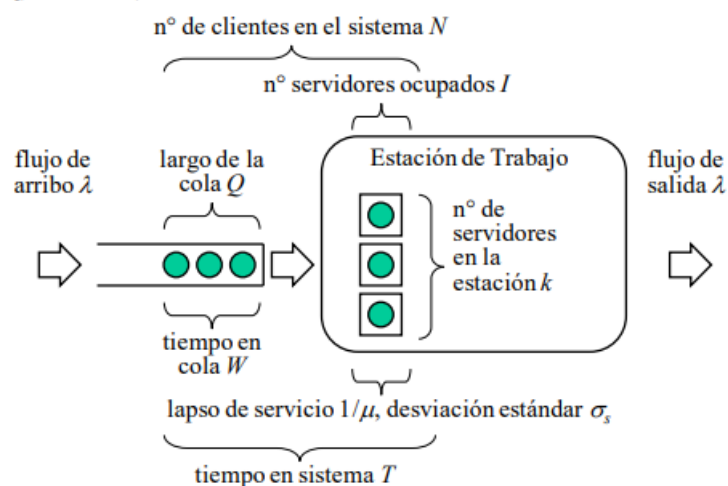 n° de clientes en el sistema N
n° servidores ocupados I
flujo de
arribo λ
largo de la
cola Q
Estación de Trabajo
flujo de
salida λ
n° de
servidores
en la
estación k
tiempo en
cola W
lapso de servicio 1/μ, desviación estándar σs
tiempo en sistema T